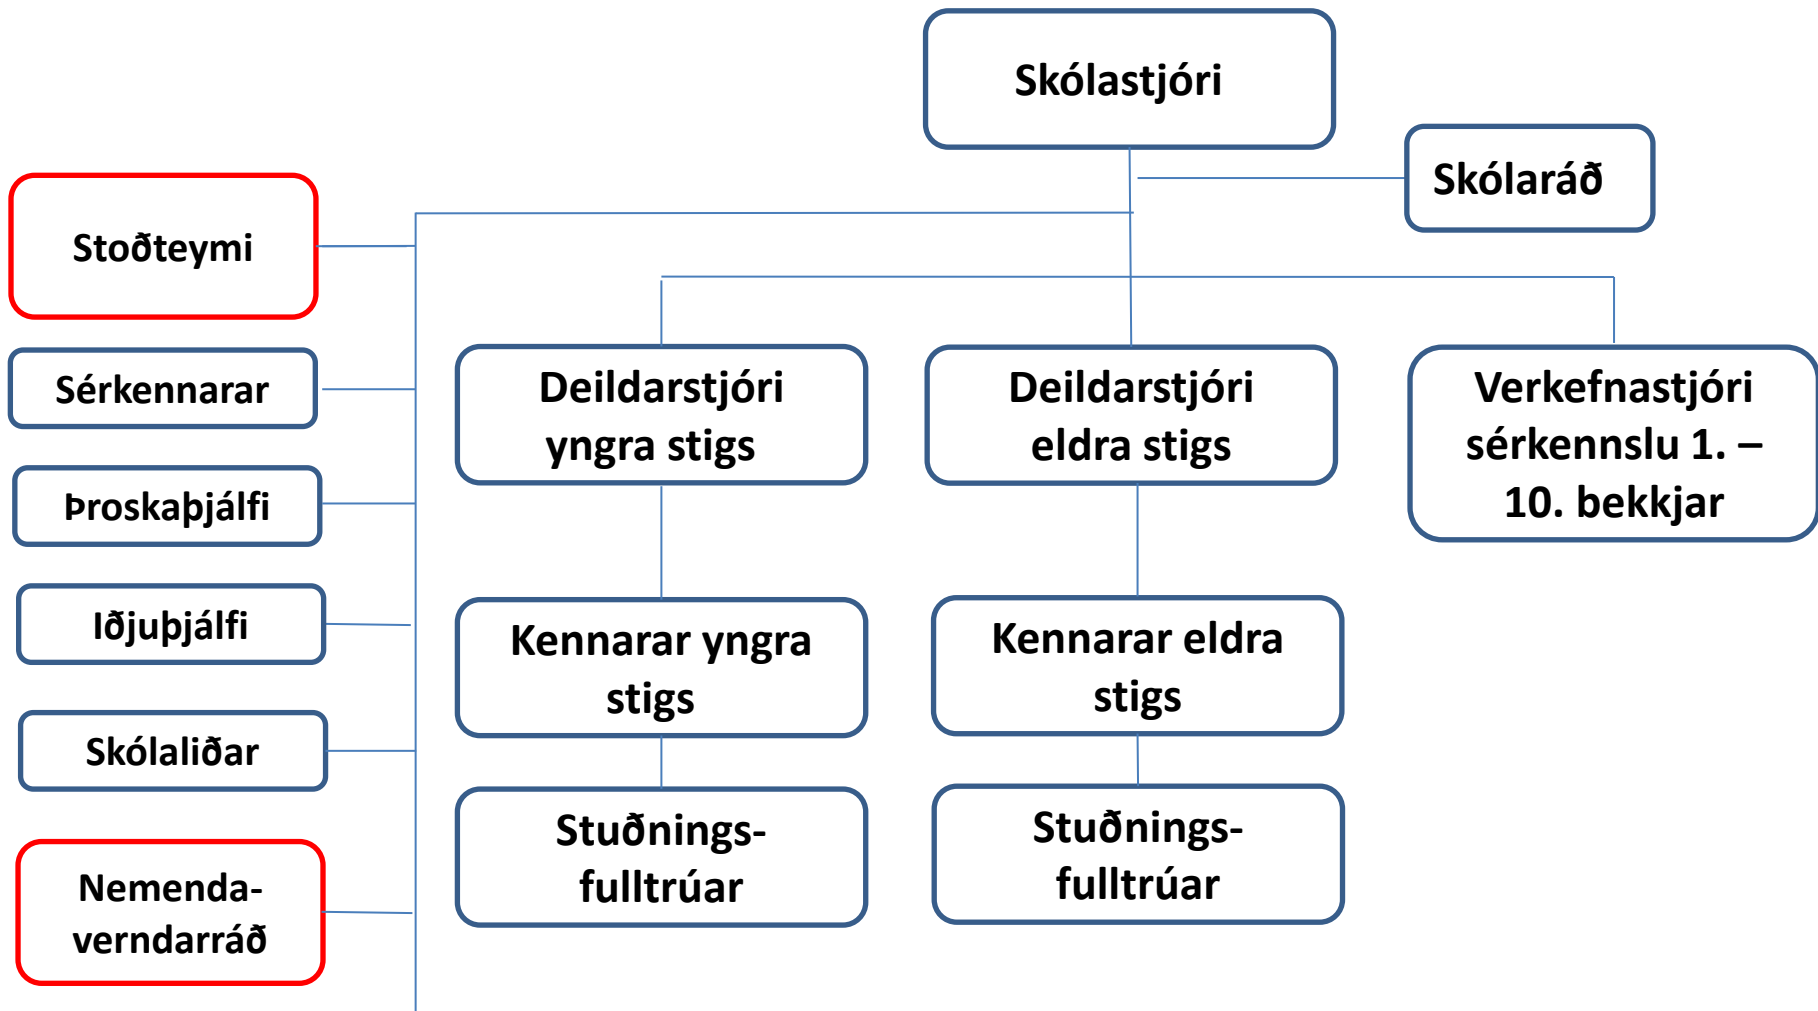 Skólastjóri
Skólaráð
Stoðteymi
Sérkennarar
Þroskaþjálfi
Iðjuþjálfi
Skólaliðar
Nemenda-
verndarráð
Deildarstjóri
yngra stigs
Deildarstjóri
eldra stigs
Verkefnastjóri
sérkennslu 1. –
10. bekkjar
Kennarar yngra
stigs
Kennarar eldra
stigs
Stuðnings-
fulltrúar
Stuðnings-
fulltrúar